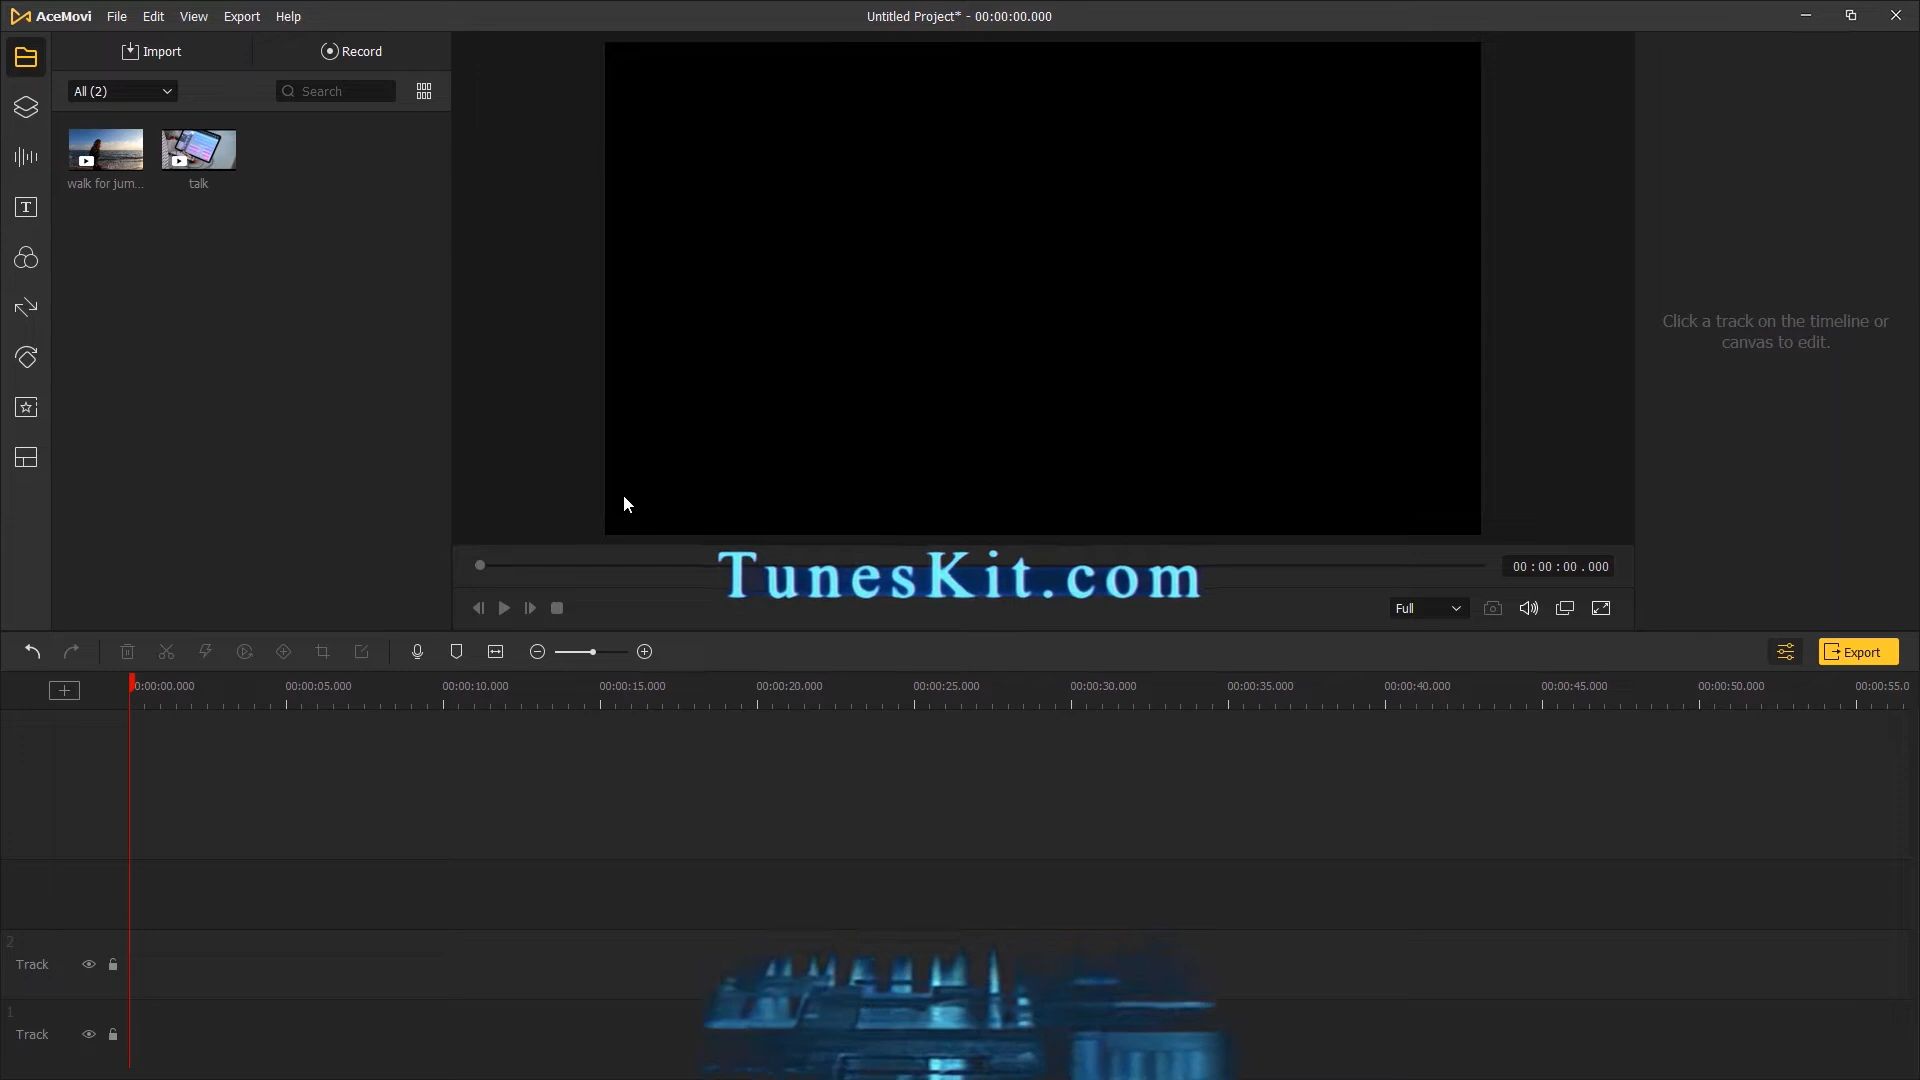 AceMovi File Edit View Export Help
Untitled Project* - 00:00:00.000
Import Record
All (2) Search
walk for jum... talk
Click a track on the timeline or
canvas to edit.
TunesKit.com
00 : 00 : 00 . 000
Full
Export
0:00:00.000 00:00:05.000 00:00:10.000 00:00:15.000 00:00:20.000 00:00:25.000 00:00:30.000 00:00:35.000 00:00:40.000 00:00:45.000 00:00:50.000 00:00:55.0
2
Track
1
Track